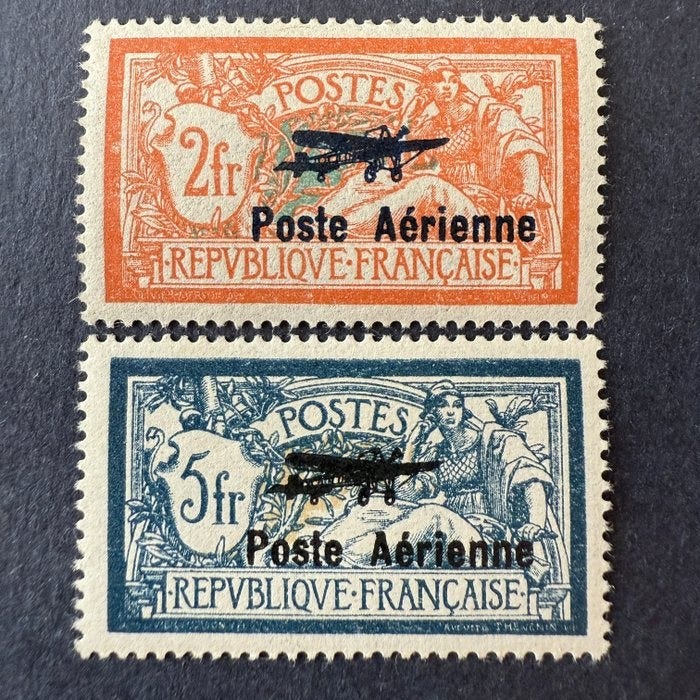 POSTES
2fr
Poste Aérienne
·REPVBLIQVE·FRANÇAISE·
POSTES
5fr
Poste Aérienne
·REPVBLIQVE·FRANÇAISE·